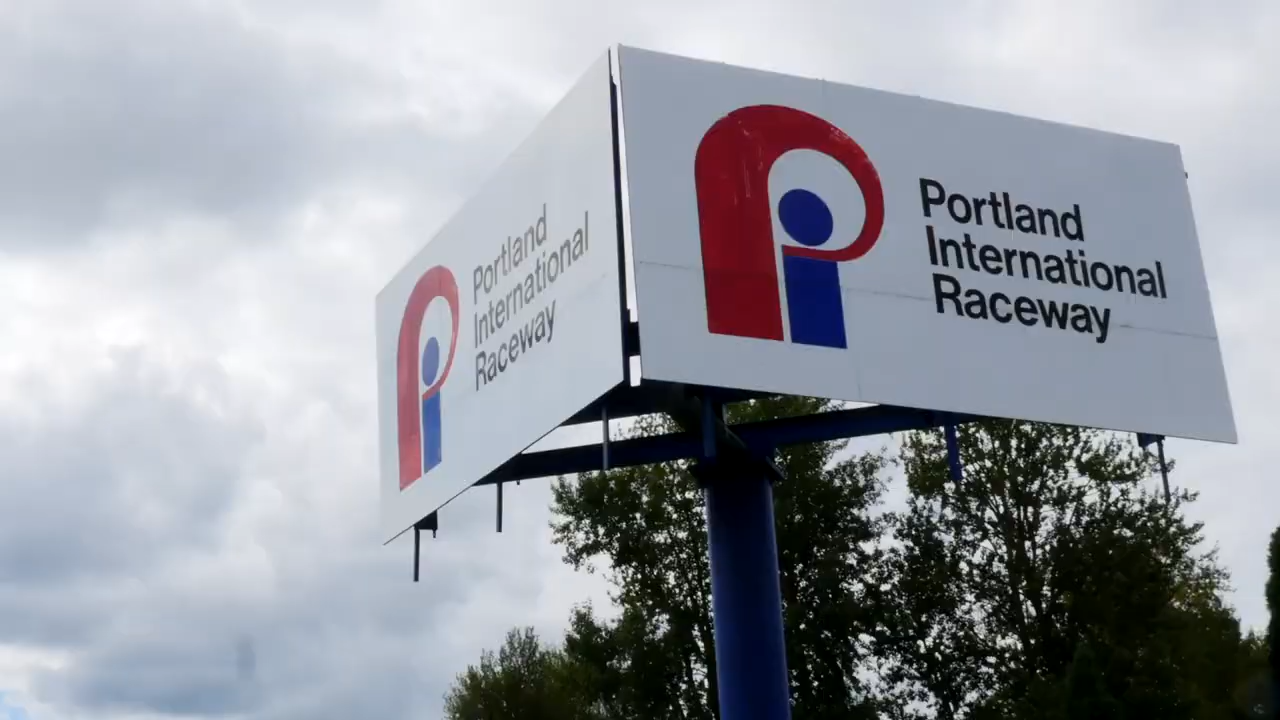 Portland
International
Raceway
Portland
International
Raceway